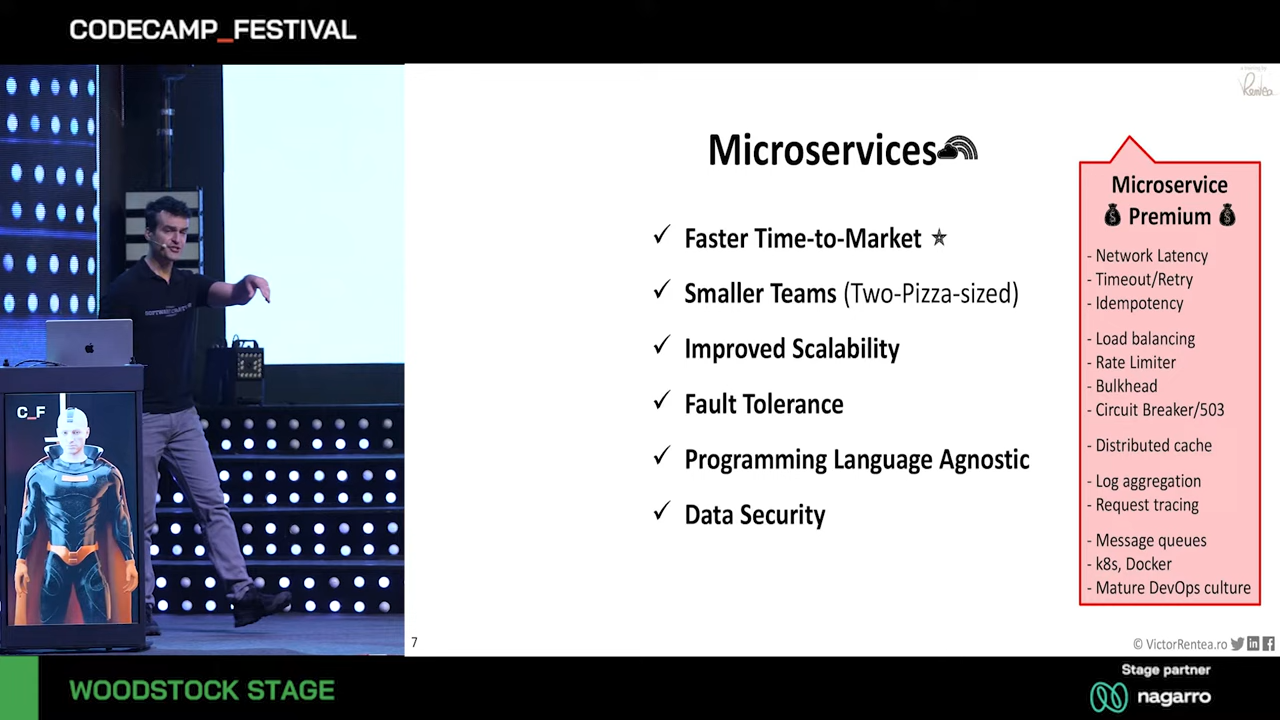 CODECAMP_FESTIVAL
a training by
Rentea
Microservices
✓ Faster Time-to-Market ★
✓ Smaller Teams (Two-Pizza-sized)
✓ Improved Scalability
✓ Fault Tolerance
✓ Programming Language Agnostic
✓ Data Security
Microservice
Premium
- Network Latency
- Timeout/Retry
- Idempotency
- Load balancing
- Rate Limiter
- Bulkhead
- Circuit Breaker/503
- Distributed cache
- Log aggregation
- Request tracing
- Message queues
- k8s, Docker
- Mature DevOps culture
C_F
7
© VictorRentea.ro
WOODSTOCK STAGE
Stage partner
nagarro